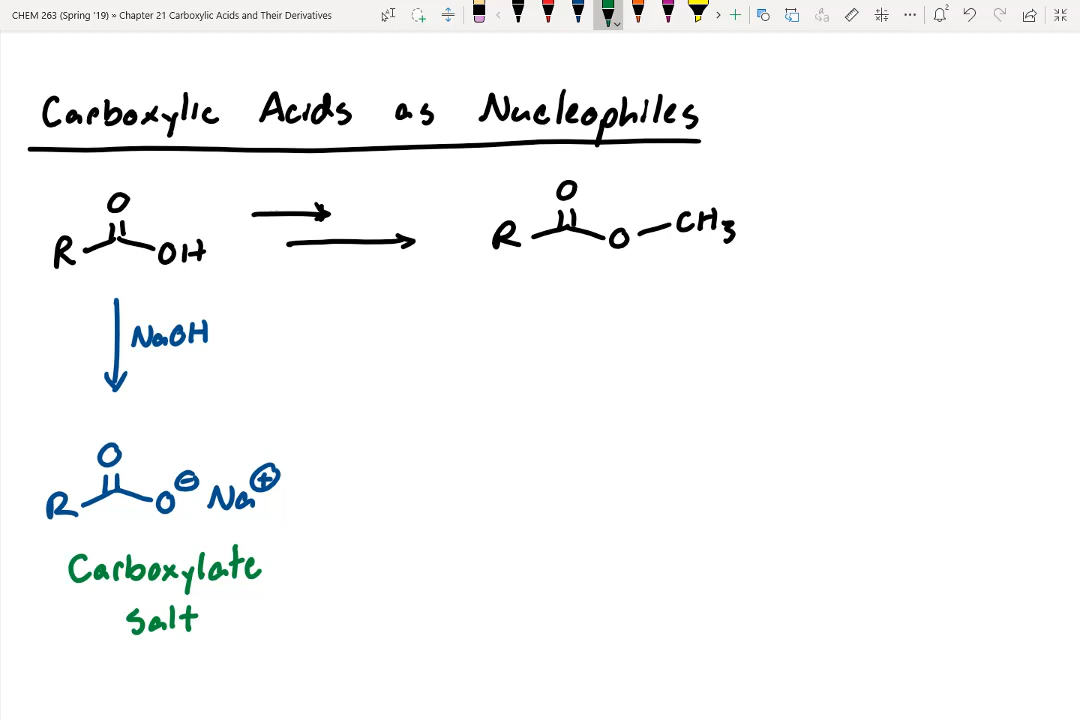 CHEM 263 (Spring '19) » Chapter 21 Carboxylic Acids and Their Derivatives
2
Carboxylic Acids as Nucleophiles
O
R OH
O
R O CH3
NaOH
O
R O⊖ Na⊕
Carboxylate
Salt